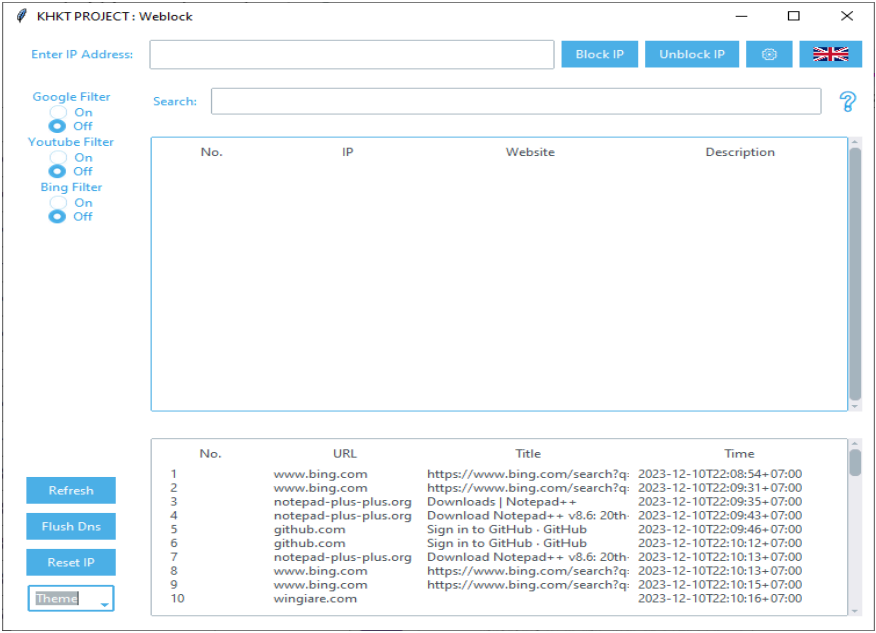 KHKT PROJECT : Weblock
Enter IP Address:
Block IP
Unblock IP
Google Filter
On
Off
Search:
Youtube Filter
On
Off
Bing Filter
On
Off
No. IP Website Description
No. URL Title Time
1 www.bing.com https://www.bing.com/search?q: 2023-12-10T22:08:54+07:00
2 www.bing.com https://www.bing.com/search?q: 2023-12-10T22:09:31+07:00
3 notepad-plus-plus.org Downloads | Notepad++ 2023-12-10T22:09:35+07:00
4 notepad-plus-plus.org Download Notepad++ v8.6: 20th- 2023-12-10T22:09:43+07:00
5 github.com Sign in to GitHub · GitHub 2023-12-10T22:09:46+07:00
6 github.com Sign in to GitHub · GitHub 2023-12-10T22:10:12+07:00
7 notepad-plus-plus.org Download Notepad++ v8.6: 20th- 2023-12-10T22:10:13+07:00
8 www.bing.com https://www.bing.com/search?q: 2023-12-10T22:10:13+07:00
9 www.bing.com https://www.bing.com/search?q: 2023-12-10T22:10:15+07:00
10 wingiare.com 2023-12-10T22:10:16+07:00
Refresh
Flush Dns
Reset IP
Theme